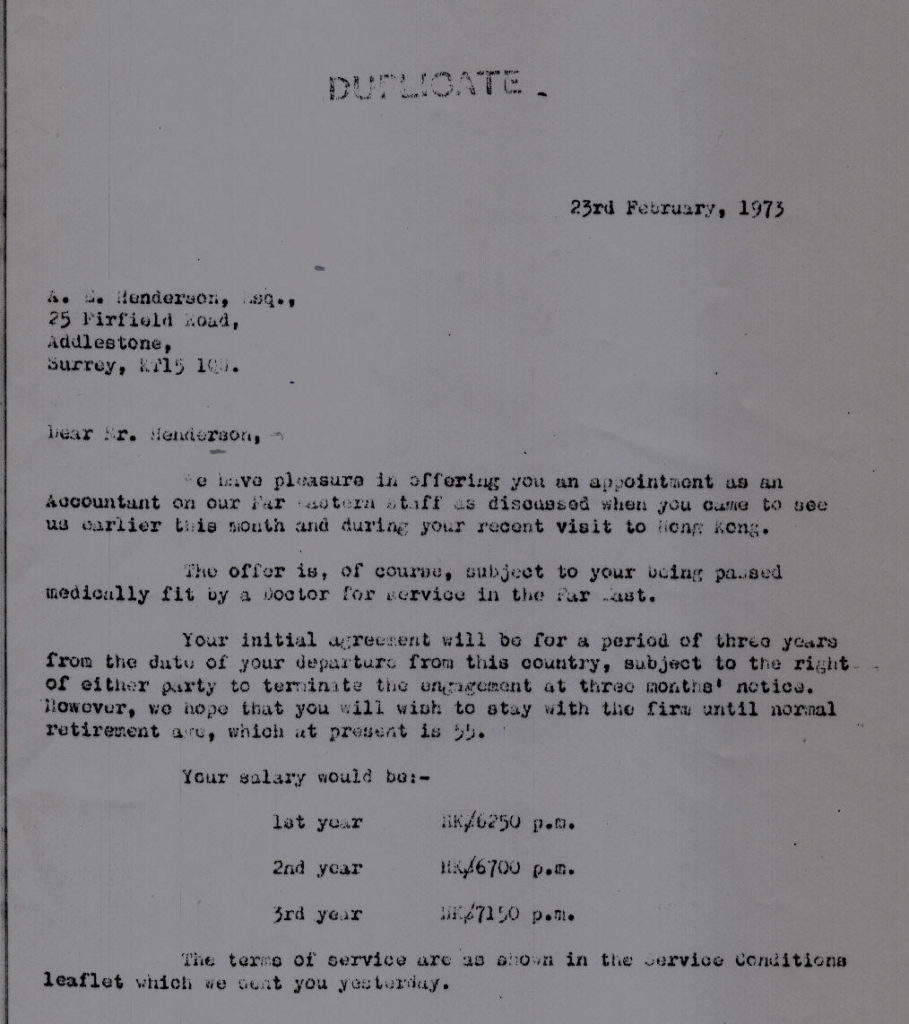 DUPLICATE
23rd February, 1973
A. Henderson, Esq.,
25 Firfield Road,
Addlestone,
Surrey, KT15
Dear Mr. Henderson,
We have pleasure in offering you an appointment as an
Accountant on our Far Eastern Staff as discussed when you came to see
us earlier this month and during your recent visit to Hong Kong.
The offer is, of course, subject to your being passed
medically fit by a Doctor for service in the Far East.
Your initial agreement will be for a period of three years
from the date of your departure from this country, subject to the right
of either party to terminate the engagement at three months' notice.
However, we hope that you will wish to stay with the firm until normal
retirement age, which at present is 55.
Your salary would be:-
1st year HK$6250 p.m.
2nd year HK$6700 p.m.
3rd year HK$7150 p.m.
The terms of service are as shown in the Service Conditions
leaflet which we sent you yesterday.